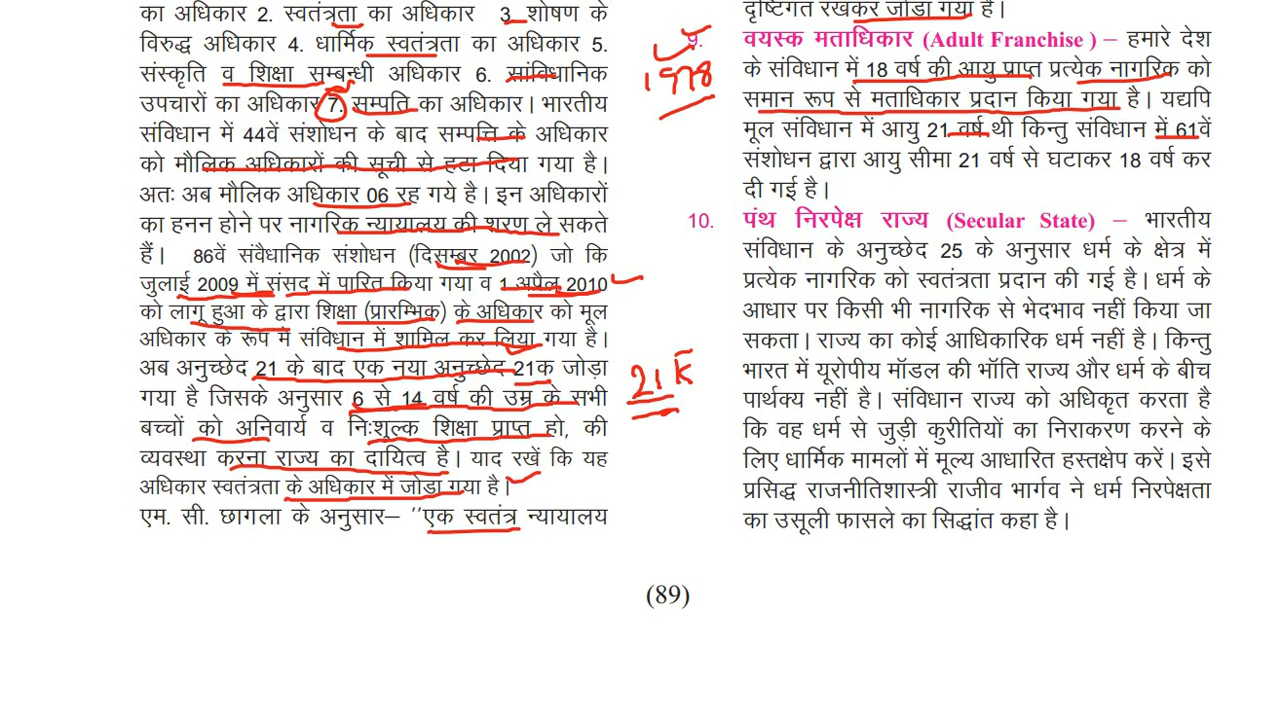 का अधिकार 2. स्वतंत्रता का अधिकार 3. शोषण के
विरुद्ध अधिकार 4. धार्मिक स्वतंत्रता का अधिकार 5.
संस्कृति व शिक्षा सम्बन्धी अधिकार 6. सांविधानिक
उपचारों का अधिकार 7. सम्पति का अधिकार। भारतीय
संविधान में 44वें संशोधन के बाद सम्पत्ति के अधिकार
को मौलिक अधिकारों की सूची से हटा दिया गया है।
अतः अब मौलिक अधिकार 06 रह गये है। इन अधिकारों
का हनन होने पर नागरिक न्यायालय की शरण ले सकते
हैं। 86वें संवैधानिक संशोधन (दिसम्बर 2002) जो कि
जुलाई 2009 में संसद में पारित किया गया व 1 अप्रैल 2010
को लागू हुआ के द्वारा शिक्षा (प्रारम्भिक) के अधिकार को मूल
अधिकार के रूप में संविधान में शामिल कर लिया गया है।
अब अनुच्छेद 21 के बाद एक नया अनुच्छेद 21क जोड़ा
गया है जिसके अनुसार 6 से 14 वर्ष की उम्र के सभी
बच्चों को अनिवार्य व निःशुल्क शिक्षा प्राप्त हो, की
व्यवस्था करना राज्य का दायित्व है। याद रखें कि यह
अधिकार स्वतंत्रता के अधिकार में जोड़ा गया है।
एम. सी. छागला के अनुसार– ''एक स्वतंत्र न्यायालय
1978
21 क
दृष्टिगत रखकर जोड़ा गया है।
9. वयस्क मताधिकार (Adult Franchise ) – हमारे देश
के संविधान में 18 वर्ष की आयु प्राप्त प्रत्येक नागरिक को
समान रूप से मताधिकार प्रदान किया गया है। यद्यपि
मूल संविधान में आयु 21 वर्ष थी किन्तु संविधान में 61वें
संशोधन द्वारा आयु सीमा 21 वर्ष से घटाकर 18 वर्ष कर
दी गई है।
10. पंथ निरपेक्ष राज्य (Secular State) – भारतीय
संविधान के अनुच्छेद 25 के अनुसार धर्म के क्षेत्र में
प्रत्येक नागरिक को स्वतंत्रता प्रदान की गई है। धर्म के
आधार पर किसी भी नागरिक से भेदभाव नहीं किया जा
सकता। राज्य का कोई आधिकारिक धर्म नहीं है। किन्तु
भारत में यूरोपीय मॉडल की भॉति राज्य और धर्म के बीच
पार्थक्य नहीं है। संविधान राज्य को अधिकृत करता है
कि वह धर्म से जुड़ी कुरीतियों का निराकरण करने के
लिए धार्मिक मामलों में मूल्य आधारित हस्तक्षेप करें। इसे
प्रसिद्ध राजनीतिशास्त्री राजीव भार्गव ने धर्म निरपेक्षता
का उसूली फासले का सिद्धांत कहा है।
(89)